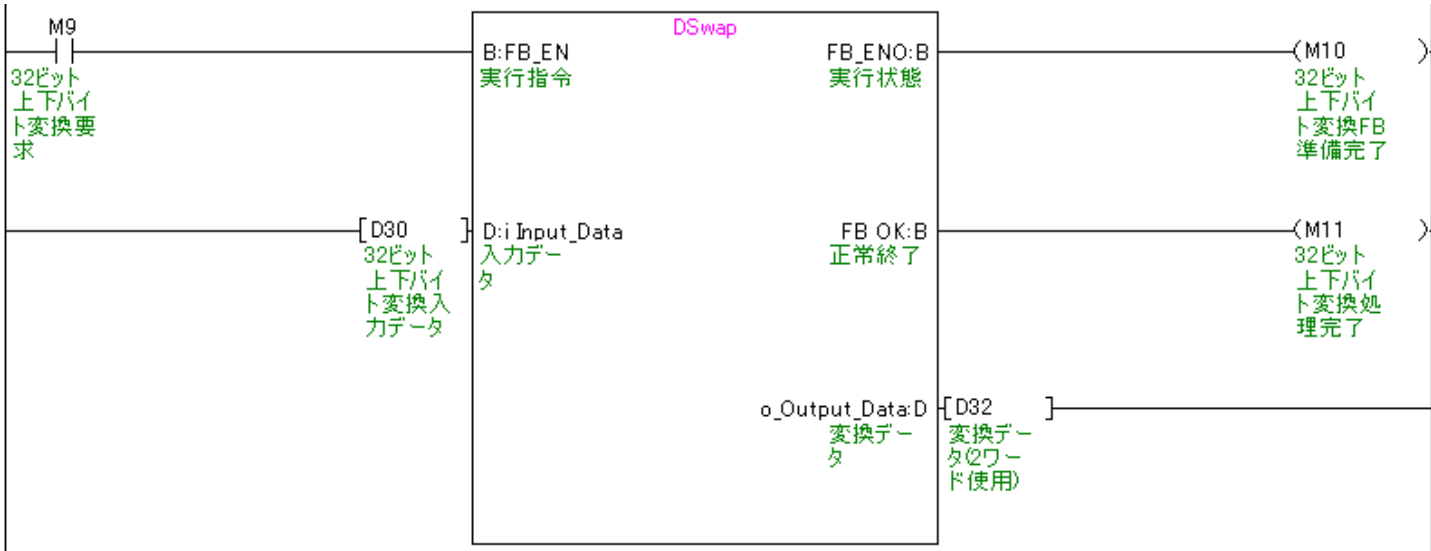 M9
32ビット
上下バイ
ト変換要
求
DSwap
B:FB_EN
実行指令
FB_ENO:B
実行状態
(M10 )
32ビット
上下バイ
ト変換FB
準備完了
[D30 ]
32ビット
上下バイ
ト変換入
力データ
D:i Input_Data
入力デー
タ
FB OK:B
正常終了
(M11 )
32ビット
上下バイ
ト変換処
理完了
o_Output_Data:D
変換デー
タ
[D32 ]
変換デー
タ(2ワー
ド使用)